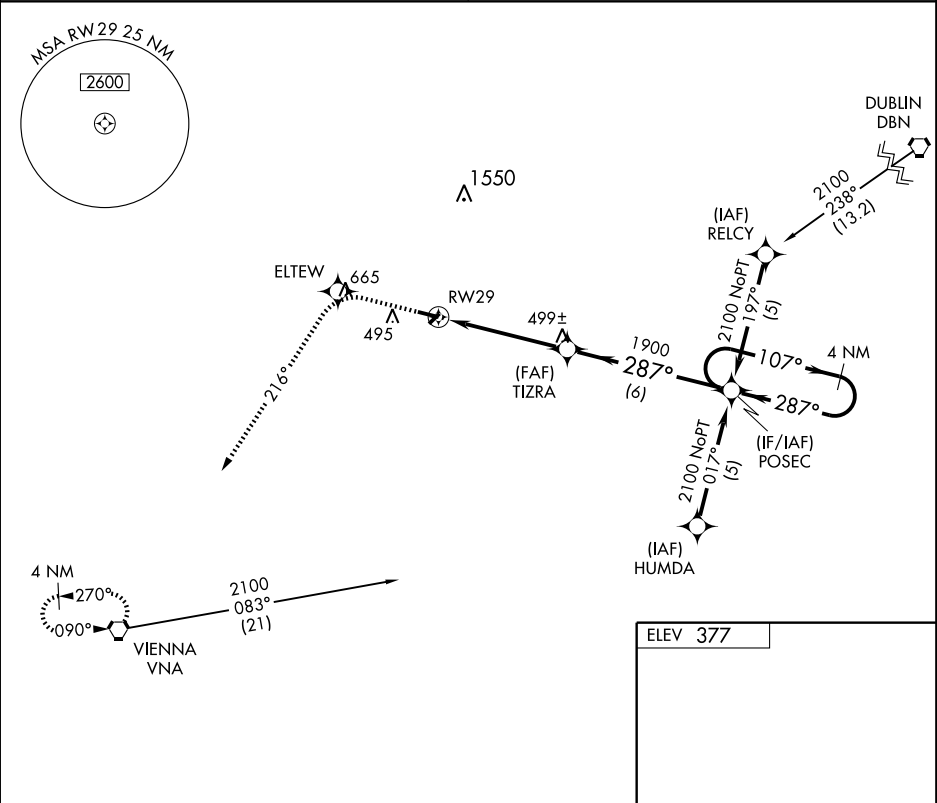 MSA RW29 25 NM
2600
DUBLIN
DBN
1550
2100
238°
(13.2)
(IAF)
RELCY
ELTEW
665
RW29
2100 NoPT
197°
(5)
495
499±
1900
287°
(6)
107°
4 NM
(FAF)
TIZRA
287°
216°
(IF/IAF)
POSEC
2100 NoPT
017°
(5)
(IAF)
HUMDA
4 NM
270°
090°
2100
083°
(21)
VIENNA
VNA
ELEV 377